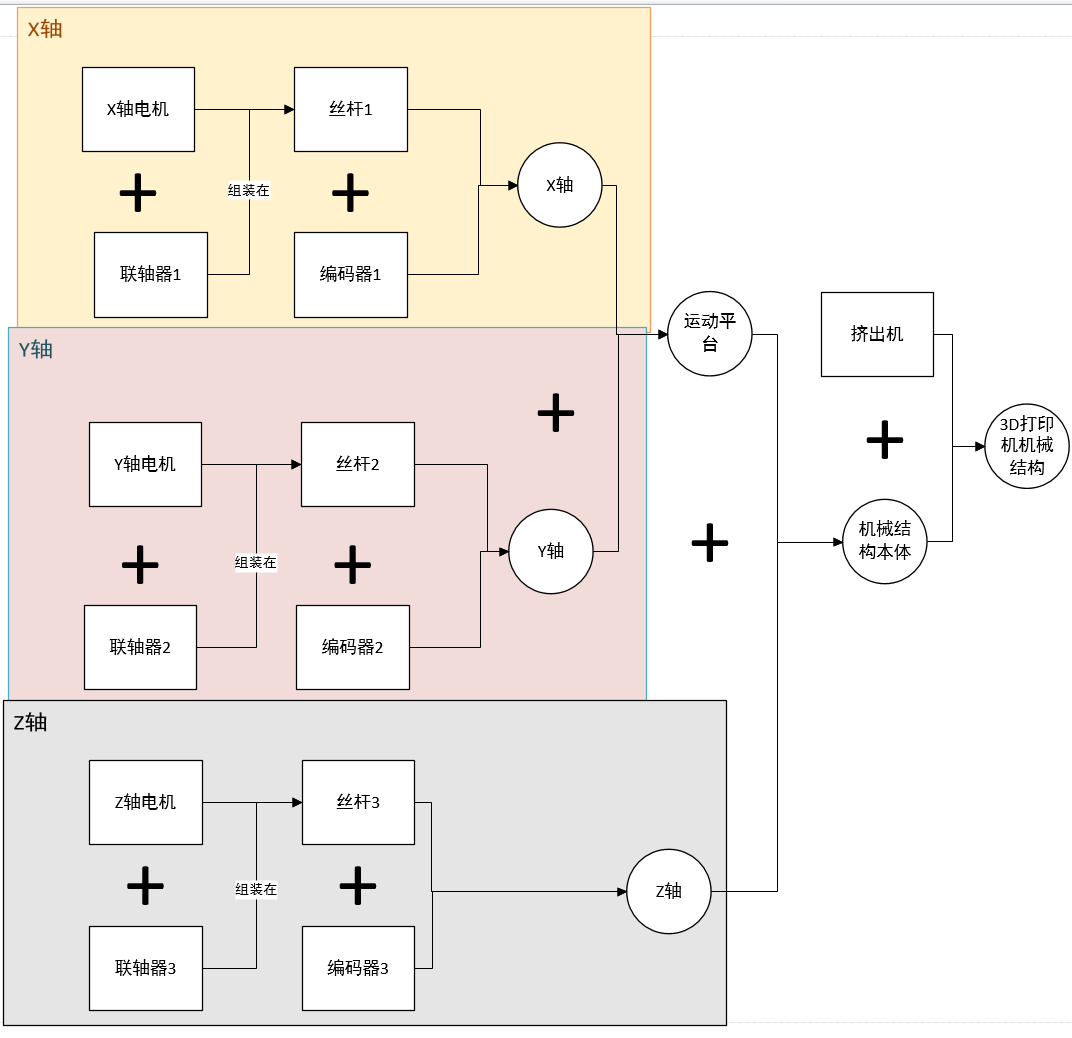 X轴
X轴电机
丝杆1
组装在
X轴
联轴器1
编码器1
Y轴
运动平
台
挤出机
Y轴电机
丝杆2
3D打印
机机械
结构
组装在
Y轴
机械结
构本体
联轴器2
编码器2
Z轴
Z轴电机
丝杆3
组装在
Z轴
联轴器3
编码器3